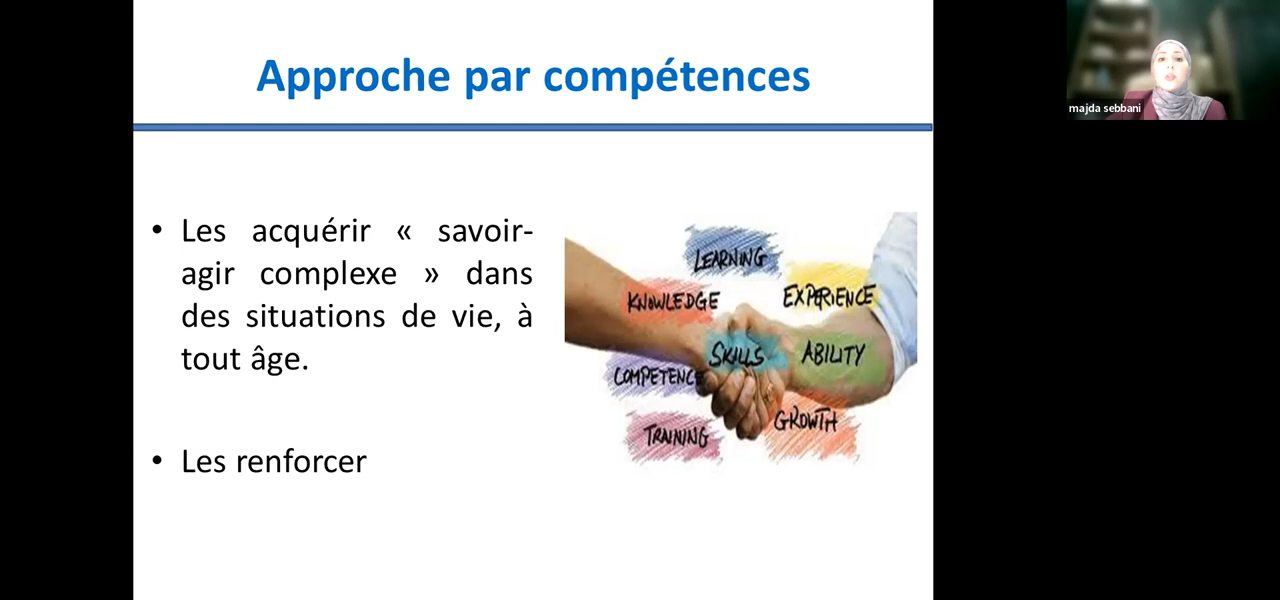 Approche par compétences
majda sebbani
• Les acquérir « savoir-
agir complexe » dans
des situations de vie, à
tout âge.
• Les renforcer
LEARNING
KNOWLEDGE
EXPERIENCE
SKILLS
ABILITY
COMPETENCE
GROWTH
TRAINING